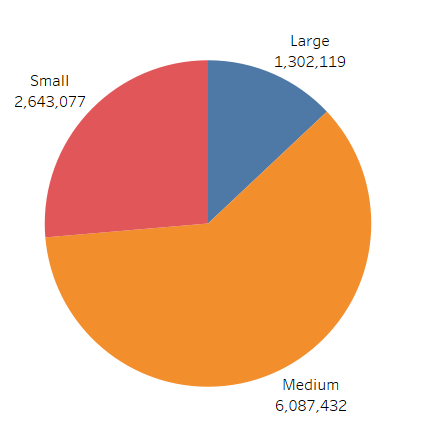 Large
1,302,119
Small
2,643,077
Medium
6,087,432